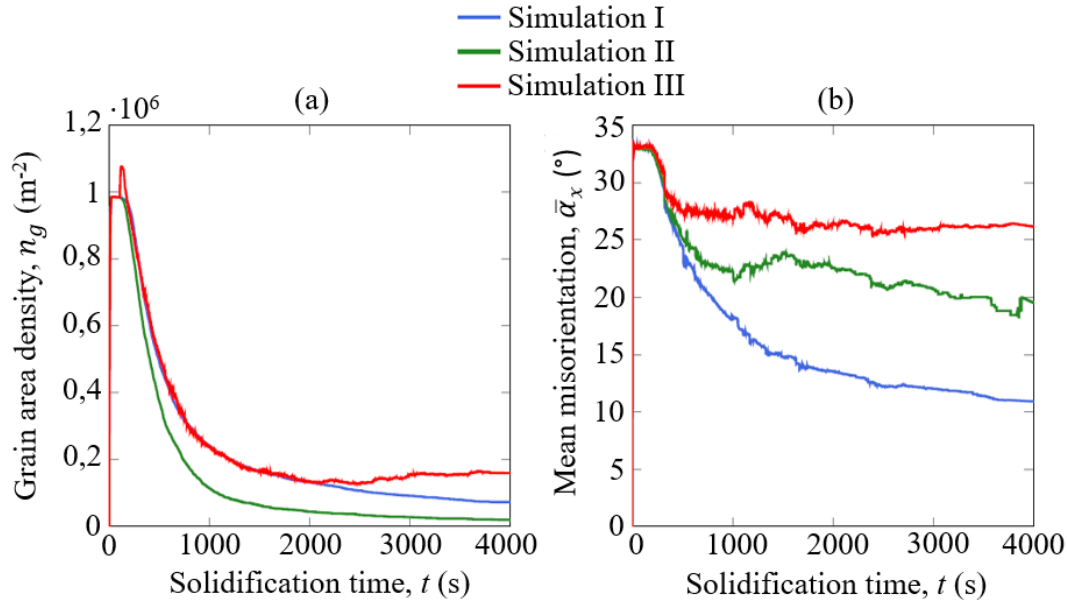 Simulation I
Simulation II
Simulation III
(a)
(b)
·10⁶
1,2
1
0,8
0,6
0,4
0,2
0
0 1000 2000 3000 4000
Grain area density, n_g (m⁻²)
Solidification time, t (s)
35
30
25
20
15
10
5
0
0 1000 2000 3000 4000
Mean misorientation, ᾱₓ (°)
Solidification time, t (s)